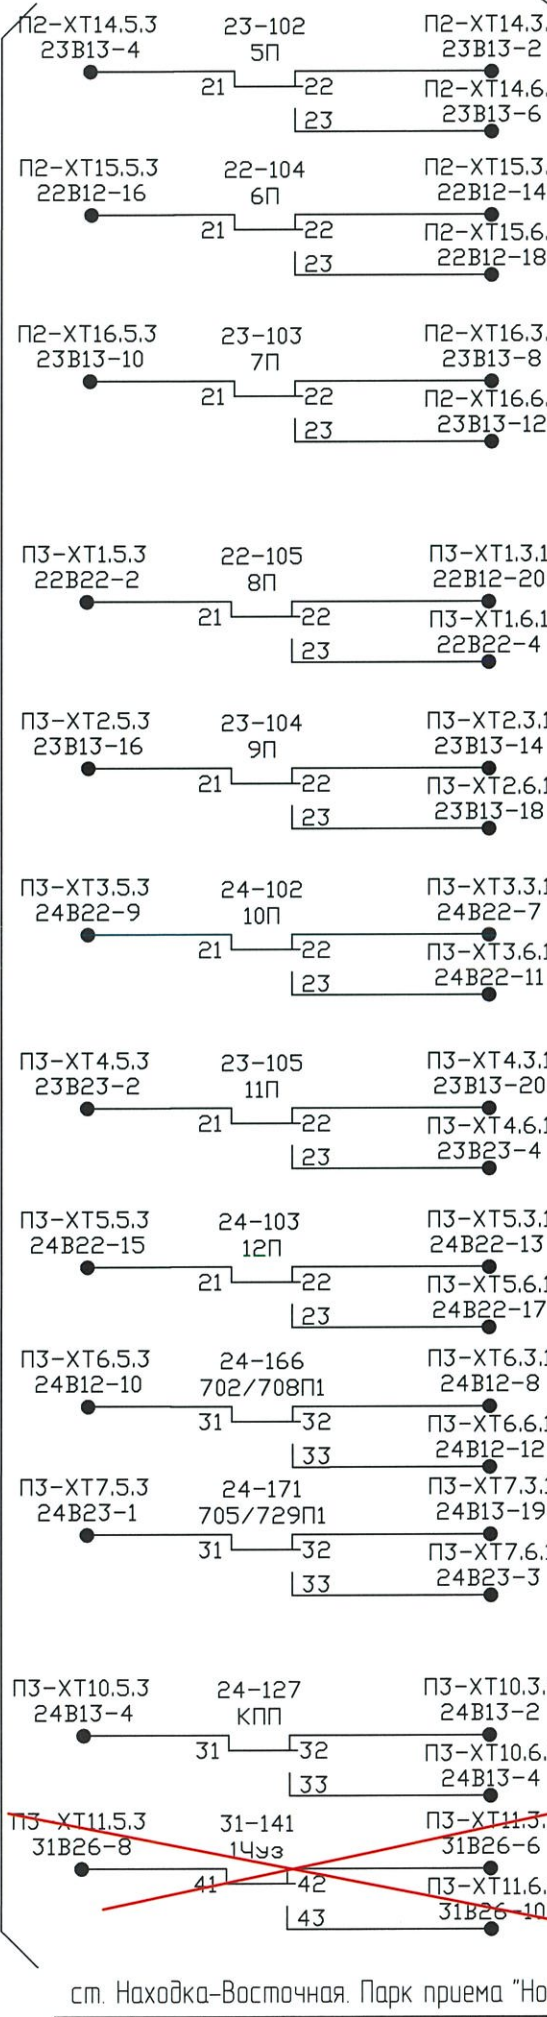 П2-ХТ14.5.3 23-102 П2-ХТ14.3.
23В13-4 5П 23В13-2
21 22 П2-ХТ14.6.
23 23В13-6
П2-ХТ15.5.3 22-104 П2-ХТ15.3.
22В12-16 6П 22В12-14
21 22 П2-ХТ15.6.
23 22В12-18
П2-ХТ16.5.3 23-103 П2-ХТ16.3.
23В13-10 7П 23В13-8
21 22 П2-ХТ16.6.
23 23В13-12
П3-ХТ1.5.3 22-105 П3-ХТ1.3.1
22В22-2 8П 22В12-20
21 22 П3-ХТ1.6.1
23 22В22-4
П3-ХТ2.5.3 23-104 П3-ХТ2.3.1
23В13-16 9П 23В13-14
21 22 П3-ХТ2.6.1
23 23В13-18
П3-ХТ3.5.3 24-102 П3-ХТ3.3.1
24В22-9 10П 24В22-7
21 22 П3-ХТ3.6.1
23 24В22-11
П3-ХТ4.5.3 23-105 П3-ХТ4.3.1
23В23-2 11П 23В13-20
21 22 П3-ХТ4.6.1
23 23В23-4
П3-ХТ5.5.3 24-103 П3-ХТ5.3.1
24В22-15 12П 24В22-13
21 22 П3-ХТ5.6.1
23 24В22-17
П3-ХТ6.5.3 24-166 П3-ХТ6.3.1
24В12-10 702/708П1 24В12-8
31 32 П3-ХТ6.6.1
33 24В12-12
П3-ХТ7.5.3 24-171 П3-ХТ7.3.1
24В23-1 705/729П1 24В13-19
31 32 П3-ХТ7.6.1
33 24В23-3
П3-ХТ10.5.3 24-127 П3-ХТ10.3.
24В13-4 КПП 24В13-2
31 32 П3-ХТ10.6.
33 24В13-4
П3-ХТ11.5.3 31-141 П3-ХТ11.3.
31В26-8 1Чуз 31В26-6
41 42 П3-ХТ11.6.
43 31В26-10
ст. Находка-Восточная. Парк приема "Но